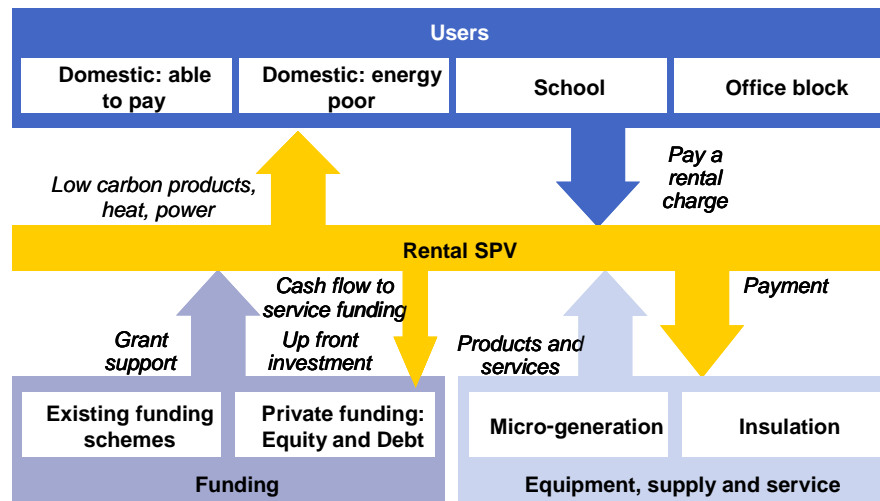 Users
Domestic: able
to pay
Domestic: energy
poor
School
Office block
Low carbon products,
heat, power
Pay a
rental
charge
Rental SPV
Cash flow to
service funding
Payment
Grant
support
Up front
investment
Products and
services
Existing funding
schemes
Private funding:
Equity and Debt
Micro-generation
Insulation
Funding
Equipment, supply and service